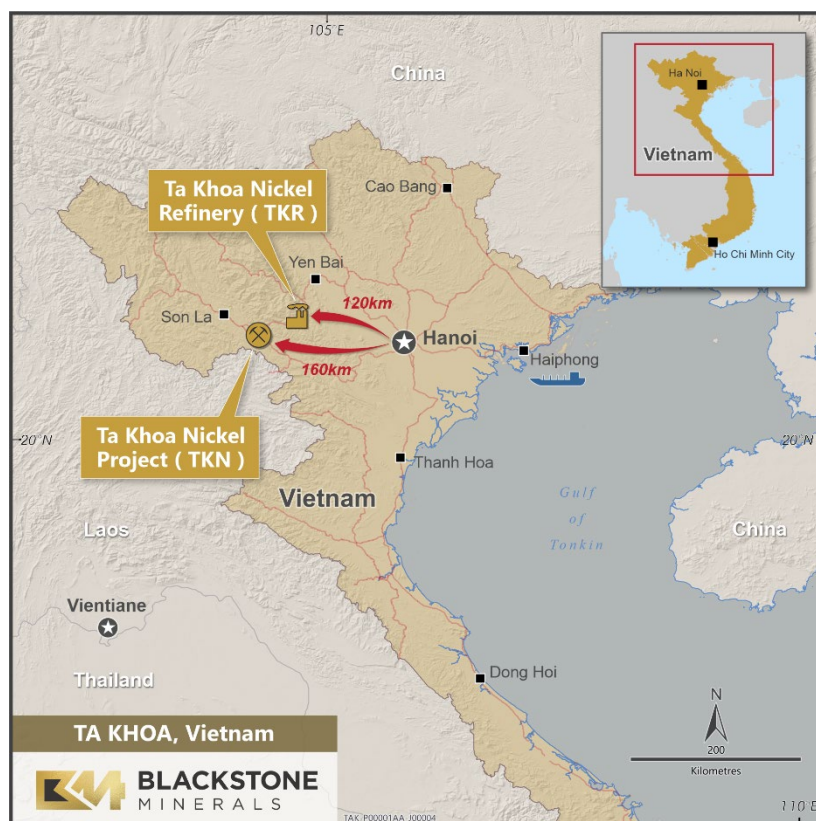 105°E
China
Ha Noi
Vietnam
Ho Chi Minh City
Ta Khoa Nickel
Refinery ( TKR )
Cao Bang
Yen Bai
120km
Son La
Hanoi
Haiphong
160km
Ta Khoa Nickel
Project ( TKN )
20°N
20°N
Thanh Hoa
Vietnam
Gulf
of
Tonkin
China
Laos
Vientiane
Thailand
Dong Hoi
N
200
Kilometres
TA KHOA, Vietnam
BLACKSTONE
MINERALS
TAK_P00001AA_J00004
110°E